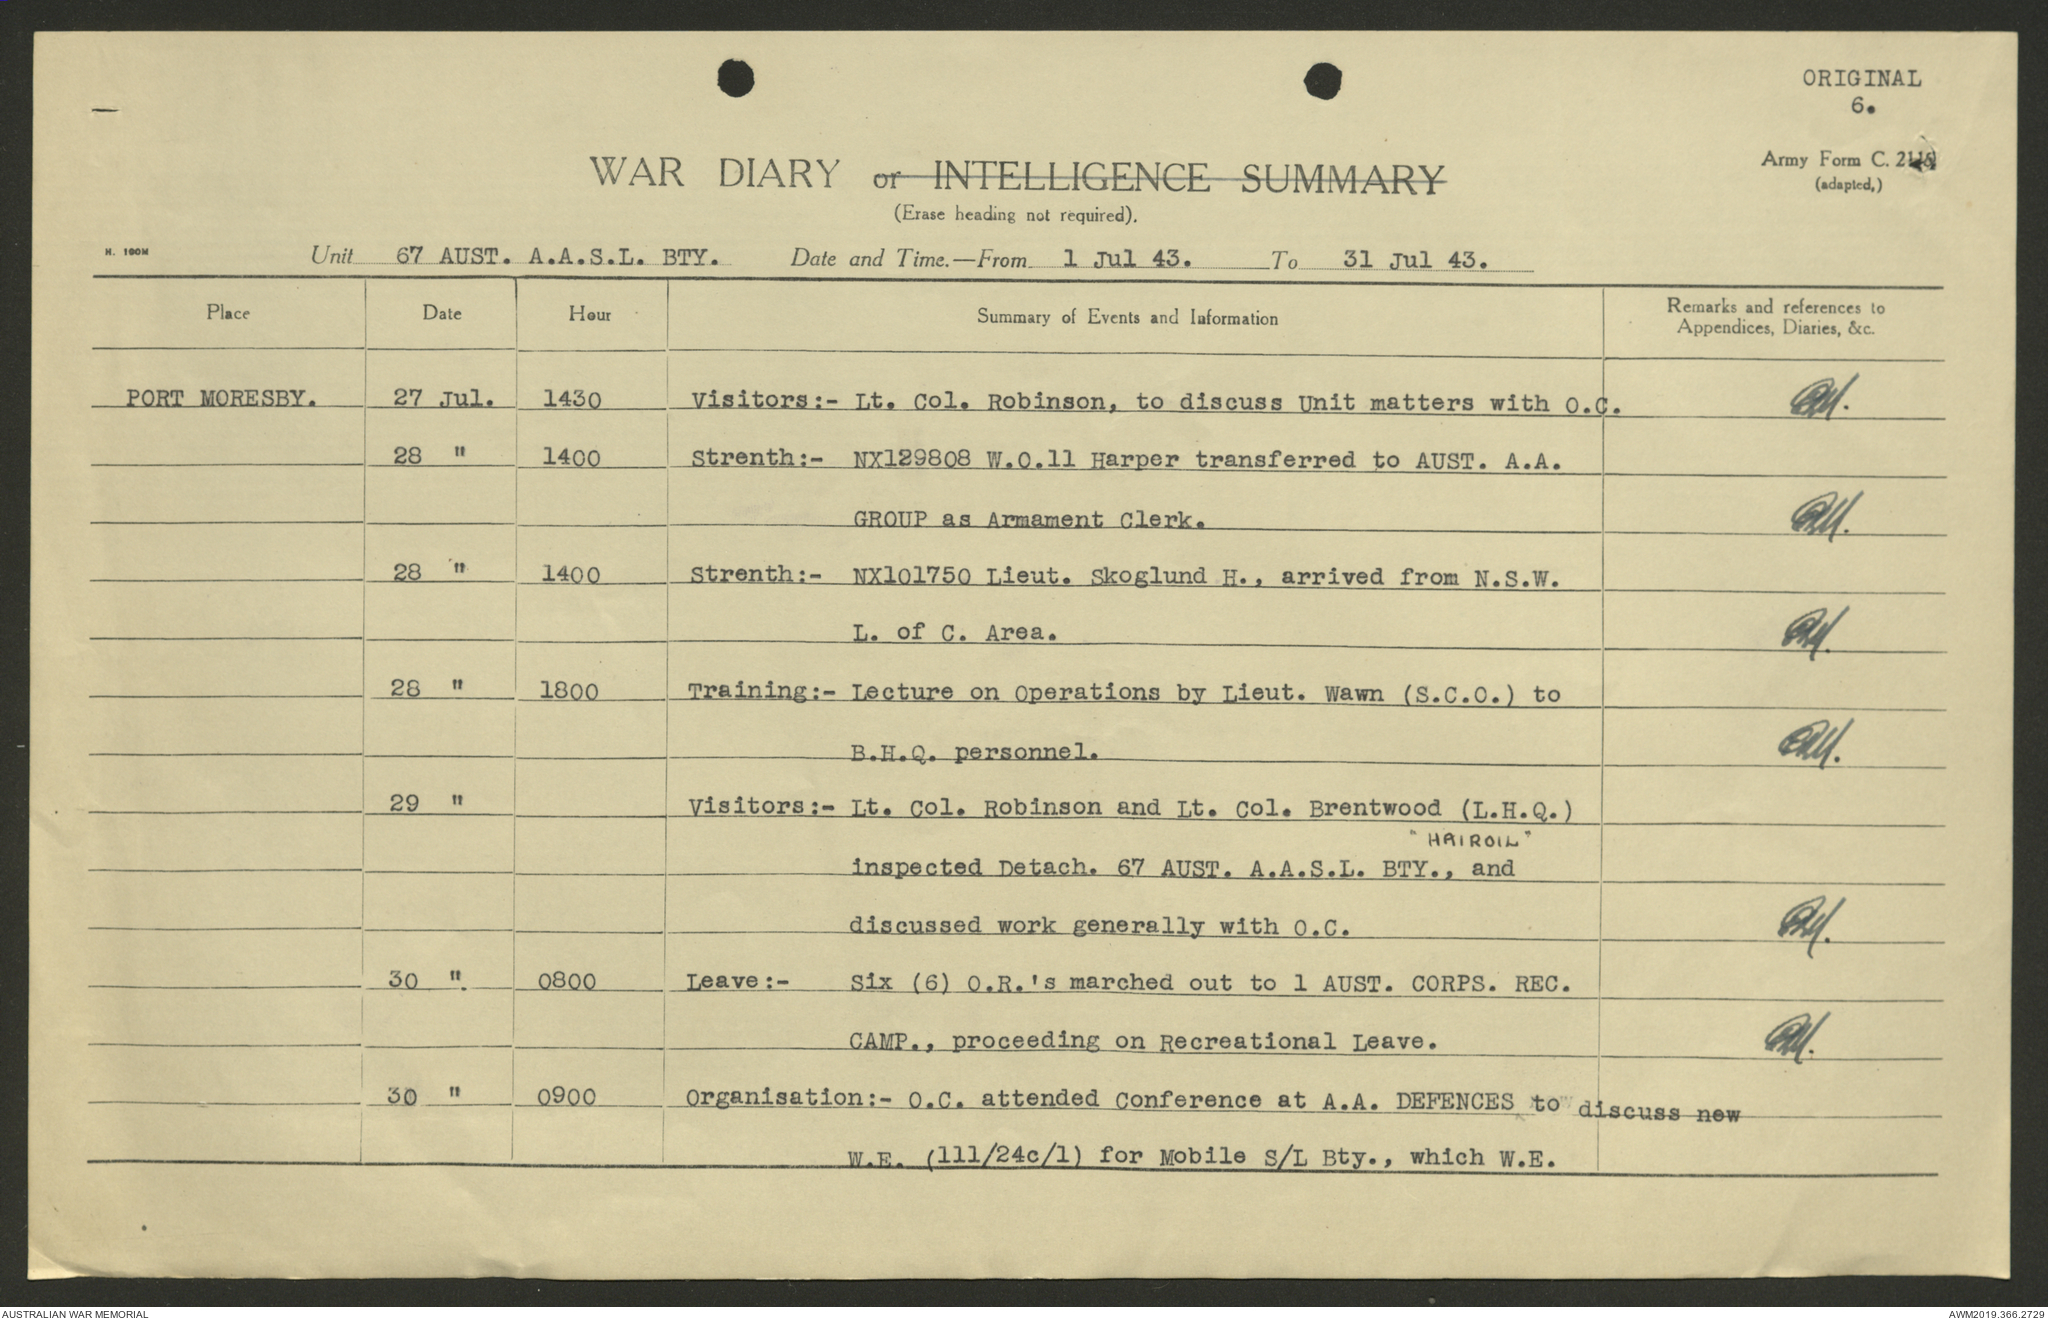 ORIGINAL
6.
Army Form C.
(adapted.)
WAR DIARY or INTELLIGENCE SUMMARY
(Erase heading not required).
H. 100M
Unit 67 AUST. A.A.S.L. BTY. Date and Time.—From 1 Jul 43. To 31 Jul 43.
Place Date Hour Summary of Events and Information Remarks and references to
Appendices, Diaries, &c.
PORT MORESBY. 27 Jul. 1430 Visitors:- Lt. Col. Robinson, to discuss Unit matters with O.C.
28 " 1400 Strenth:- NX129808 W.O.11 Harper transferred to AUST. A.A.
GROUP as Armament Clerk.
28 " 1400 Strenth:- NX101750 Lieut. Skoglund H., arrived from N.S.W.
L. of C. Area.
28 " 1800 Training:- Lecture on Operations by Lieut. Wawn (S.C.O.) to
B.H.Q. personnel.
29 " Visitors:- Lt. Col. Robinson and Lt. Col. Brentwood (L.H.Q.)
"HAIROIL"
inspected Detach. 67 AUST. A.A.S.L. BTY., and
discussed work generally with O.C.
30 " 0800 Leave:- Six (6) O.R.'s marched out to 1 AUST. CORPS. REC.
CAMP., proceeding on Recreational Leave.
30 " 0900 Organisation:- O.C. attended Conference at A.A. DEFENCES to discuss new
W.E. (111/24c/1) for Mobile S/L Bty., which W.E.
AUSTRALIAN WAR MEMORIAL AWM2019.366.2729